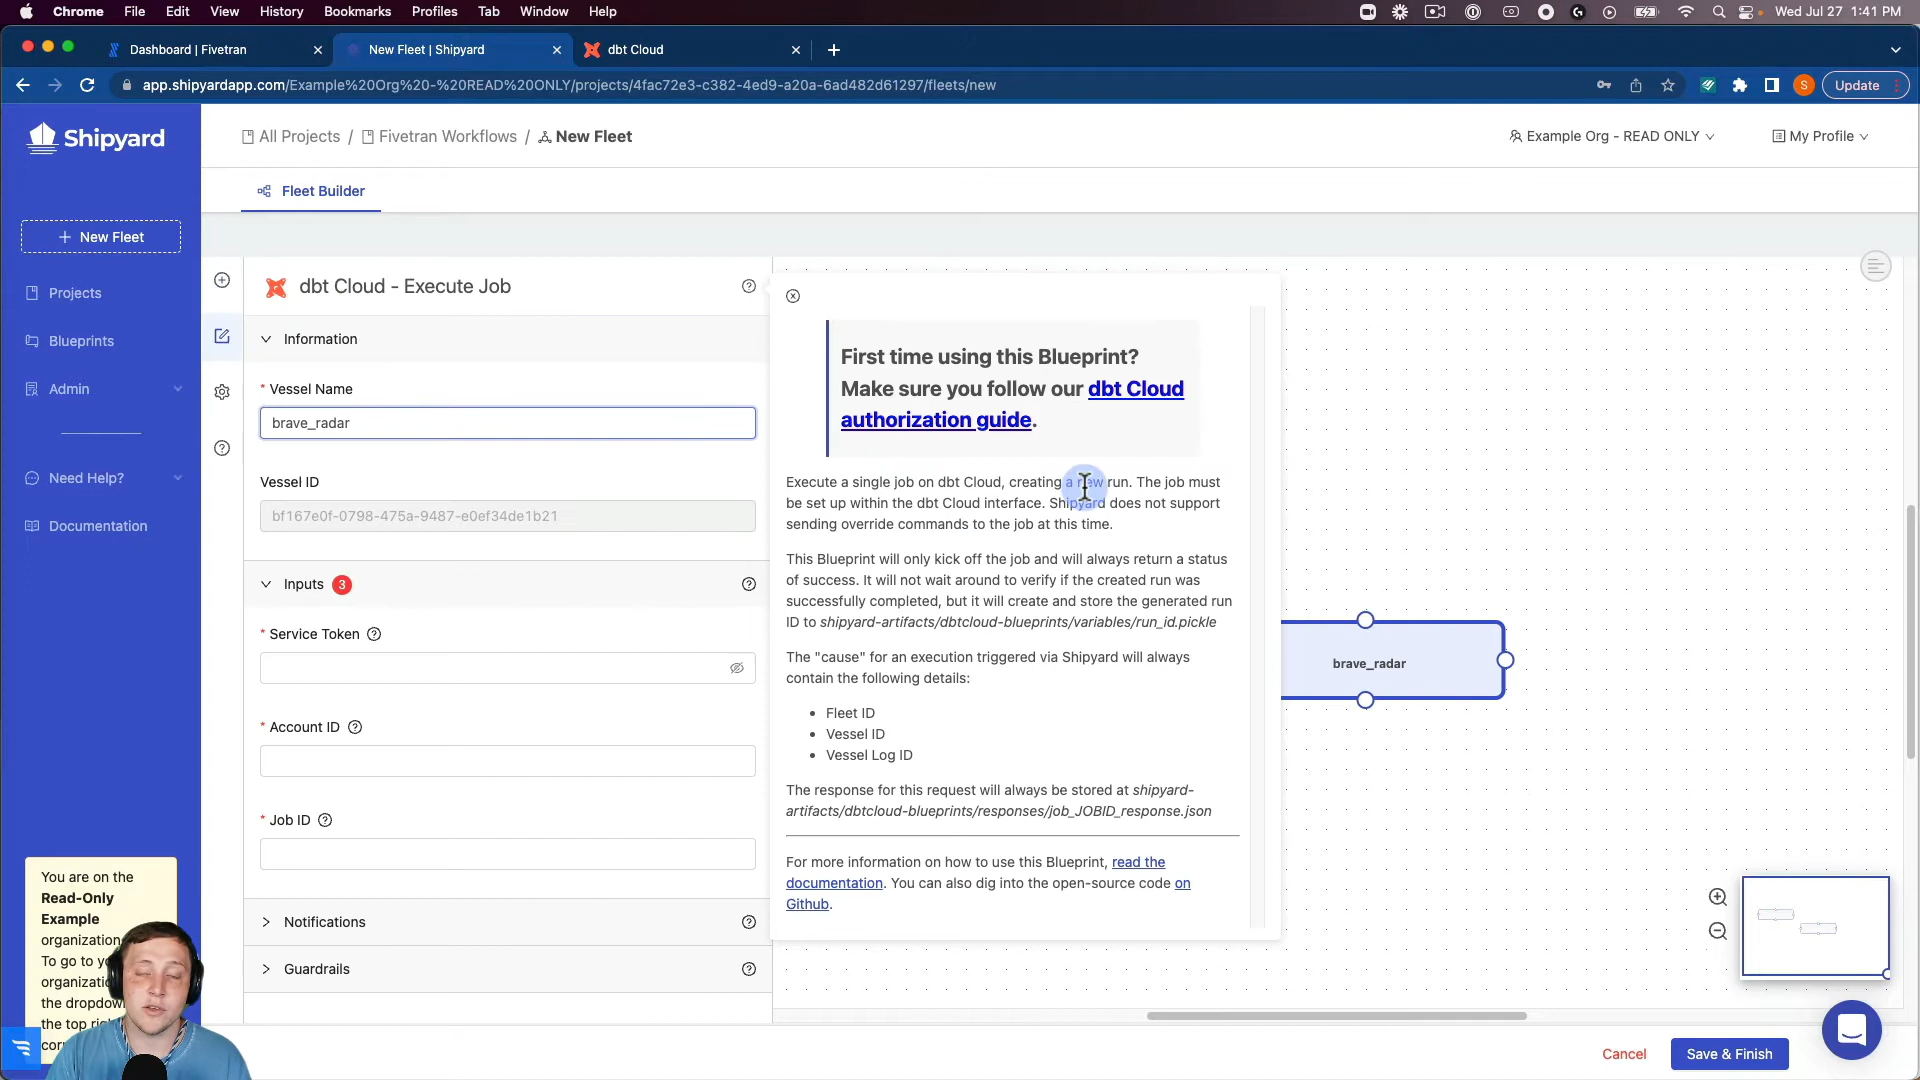 Chrome File Edit View History Bookmarks Profiles Tab Window Help Wed Jul 27 1:41 PM
Dashboard | Fivetran New Fleet | Shipyard dbt Cloud
app.shipyardapp.com/Example%20Org%20-%20READ%20ONLY/projects/4fac72e3-c382-4ed9-a20a-6ad482d61297/fleets/new S Update
Shipyard
All Projects / Fivetran Workflows / New Fleet Example Org - READ ONLY My Profile
Fleet Builder
+ New Fleet
Projects
Blueprints
Admin
Need Help?
Documentation
You are on the
Read-Only
Example
organization
To go to yo
organizatio
the dropdow
the top rig
cor
dbt Cloud - Execute Job
Information
* Vessel Name
brave_radar
Vessel ID
bf167e0f-0798-475a-9487-e0ef34de1b21
Inputs 3
* Service Token
* Account ID
* Job ID
Notifications
Guardrails
First time using this Blueprint?
Make sure you follow our dbt Cloud
authorization guide.
Execute a single job on dbt Cloud, creating a new run. The job must
be set up within the dbt Cloud interface. Shipyard does not support
sending override commands to the job at this time.
This Blueprint will only kick off the job and will always return a status
of success. It will not wait around to verify if the created run was
successfully completed, but it will create and store the generated run
ID to shipyard-artifacts/dbtcloud-blueprints/variables/run_id.pickle
The "cause" for an execution triggered via Shipyard will always
contain the following details:
• Fleet ID
• Vessel ID
• Vessel Log ID
The response for this request will always be stored at shipyard-
artifacts/dbtcloud-blueprints/responses/job_JOBID_response.json
For more information on how to use this Blueprint, read the
documentation. You can also dig into the open-source code on
Github.
brave_radar
Cancel Save & Finish